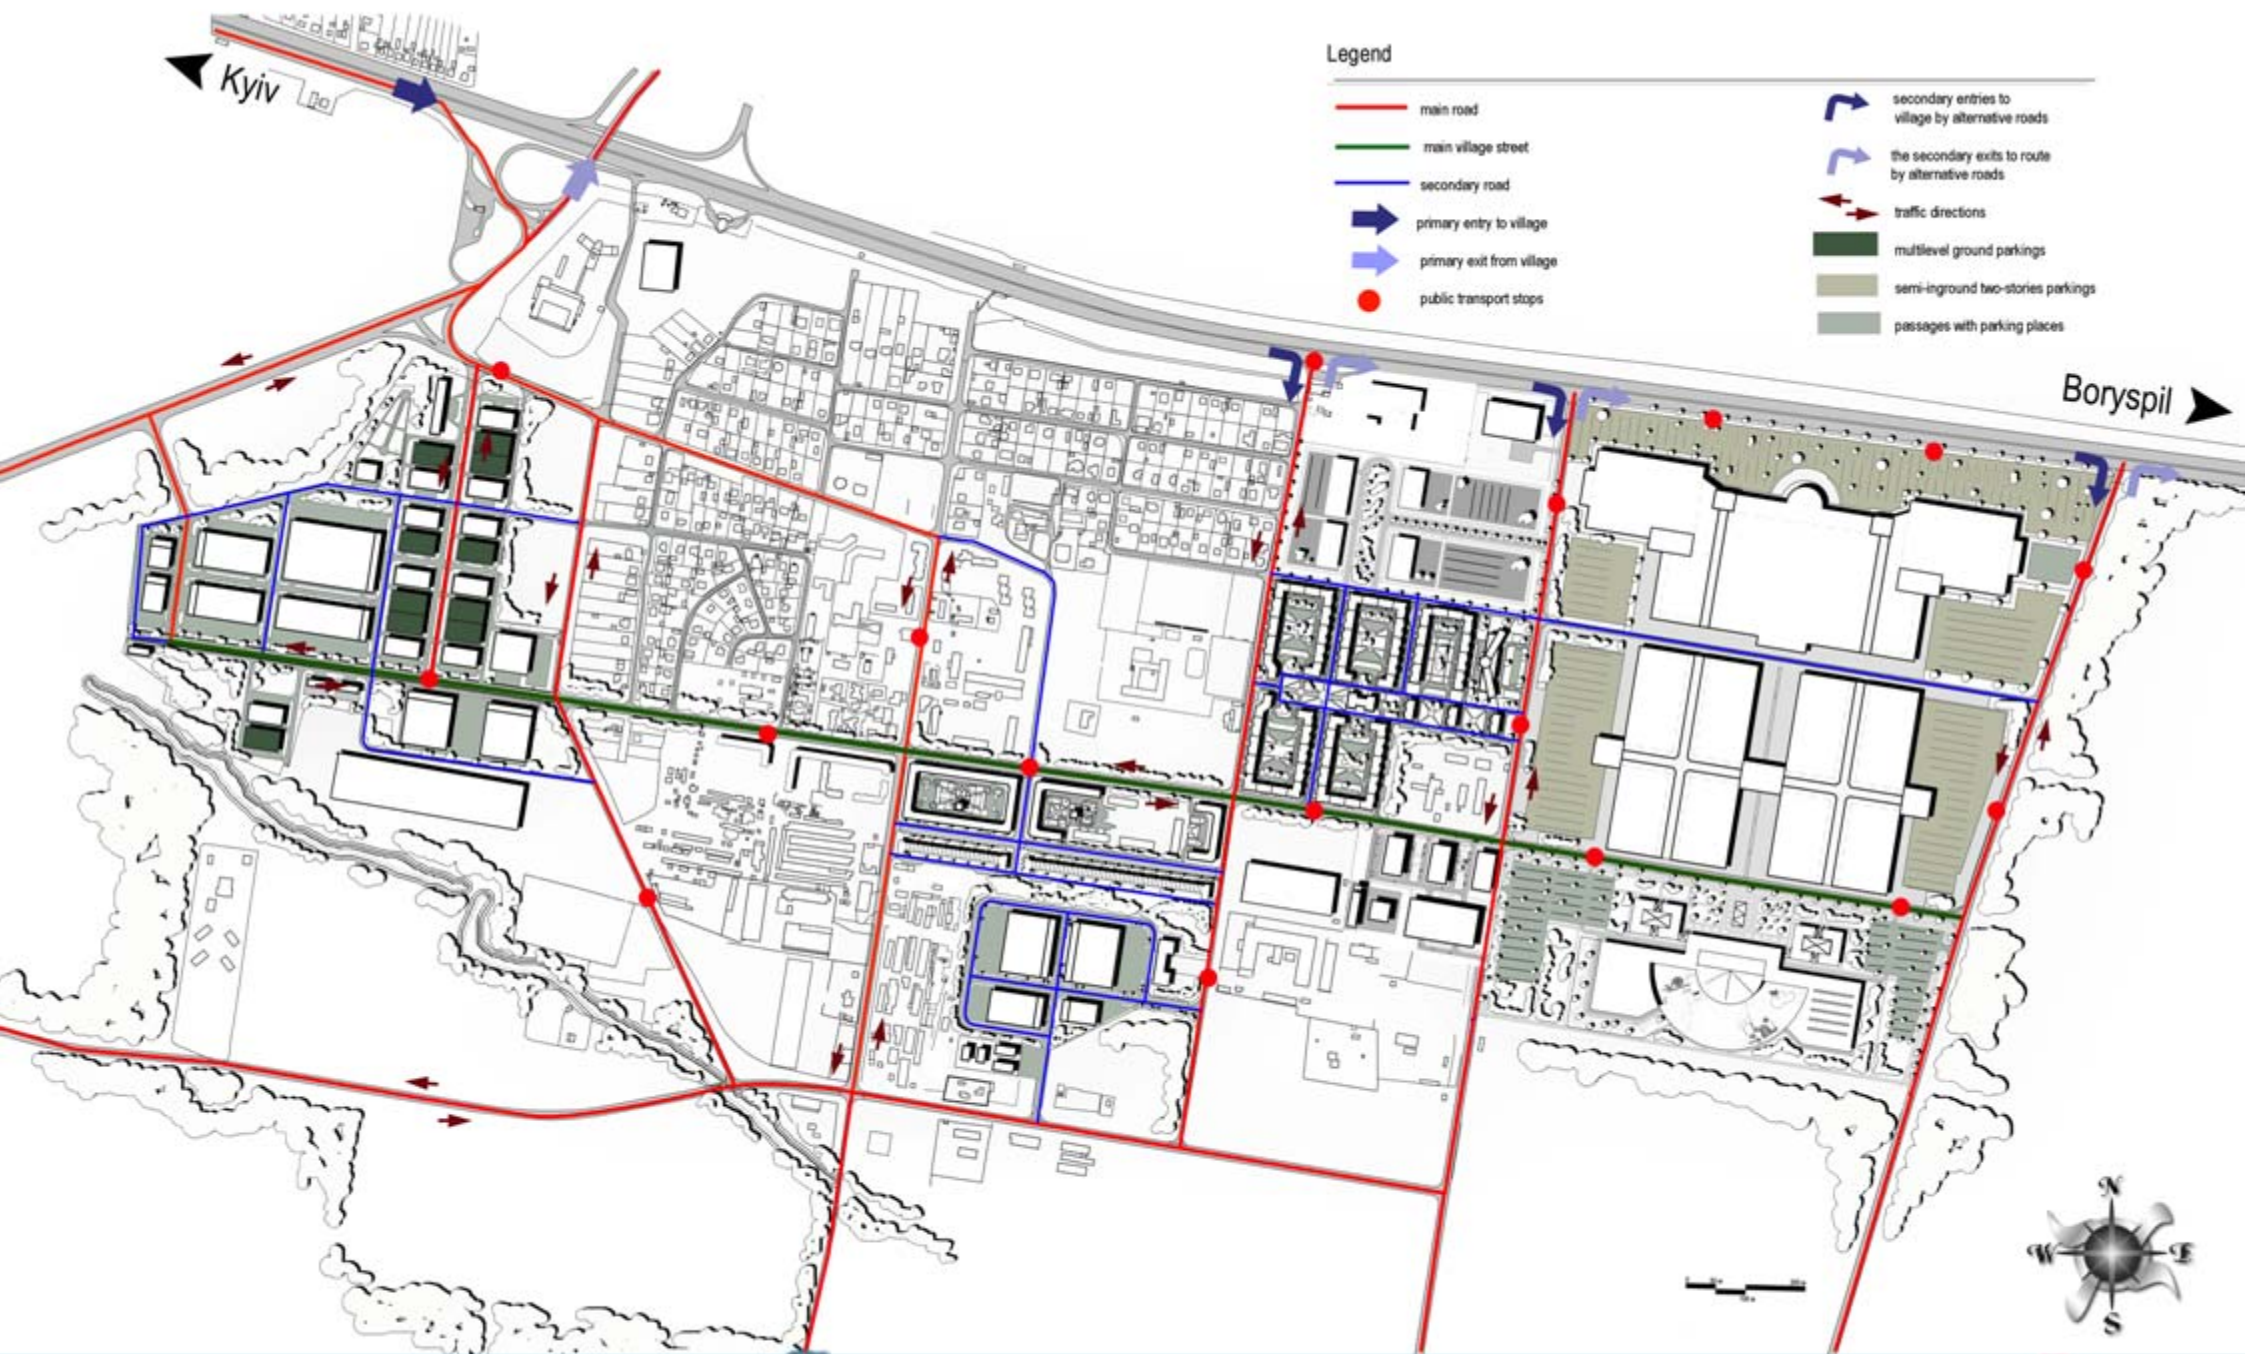 Kyiv
Legend
main road
main village street
secondary road
primary entry to village
primary exit from village
public transport stops
secondary entries to
village by alternative roads
the secondary exits to route
by alternative roads
traffic directions
multilevel ground parkings
semi-inground two-stories parkings
passages with parking places
Boryspil
N
W
E
S